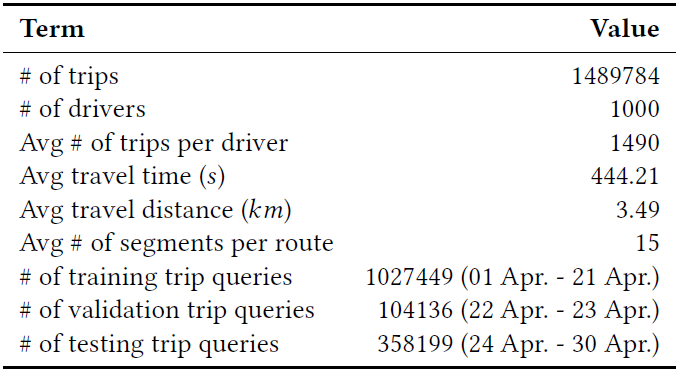 Term Value
# of trips 1489784
# of drivers 1000
Avg # of trips per driver 1490
Avg travel time (s) 444.21
Avg travel distance (km) 3.49
Avg # of segments per route 15
# of training trip queries 1027449 (01 Apr. - 21 Apr.)
# of validation trip queries 104136 (22 Apr. - 23 Apr.)
# of testing trip queries 358199 (24 Apr. - 30 Apr.)